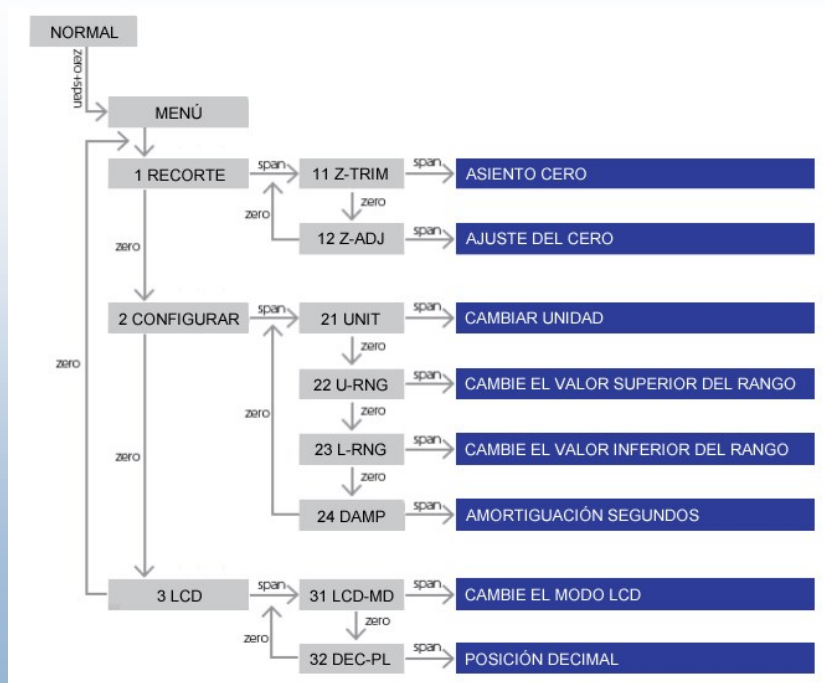 NORMAL
zero+span
MENÚ
1 RECORTE
span
11 Z-TRIM
span
ASIENTO CERO
zero
zero
12 Z-ADJ
span
AJUSTE DEL CERO
zero
2 CONFIGURAR
span
21 UNIT
span
CAMBIAR UNIDAD
zero
zero
22 U-RNG
span
CAMBIE EL VALOR SUPERIOR DEL RANGO
zero
zero
23 L-RNG
span
CAMBIE EL VALOR INFERIOR DEL RANGO
zero
zero
24 DAMP
span
AMORTIGUACIÓN SEGUNDOS
3 LCD
span
31 LCD-MD
span
CAMBIE EL MODO LCD
zero
zero
32 DEC-PL
span
POSICIÓN DECIMAL